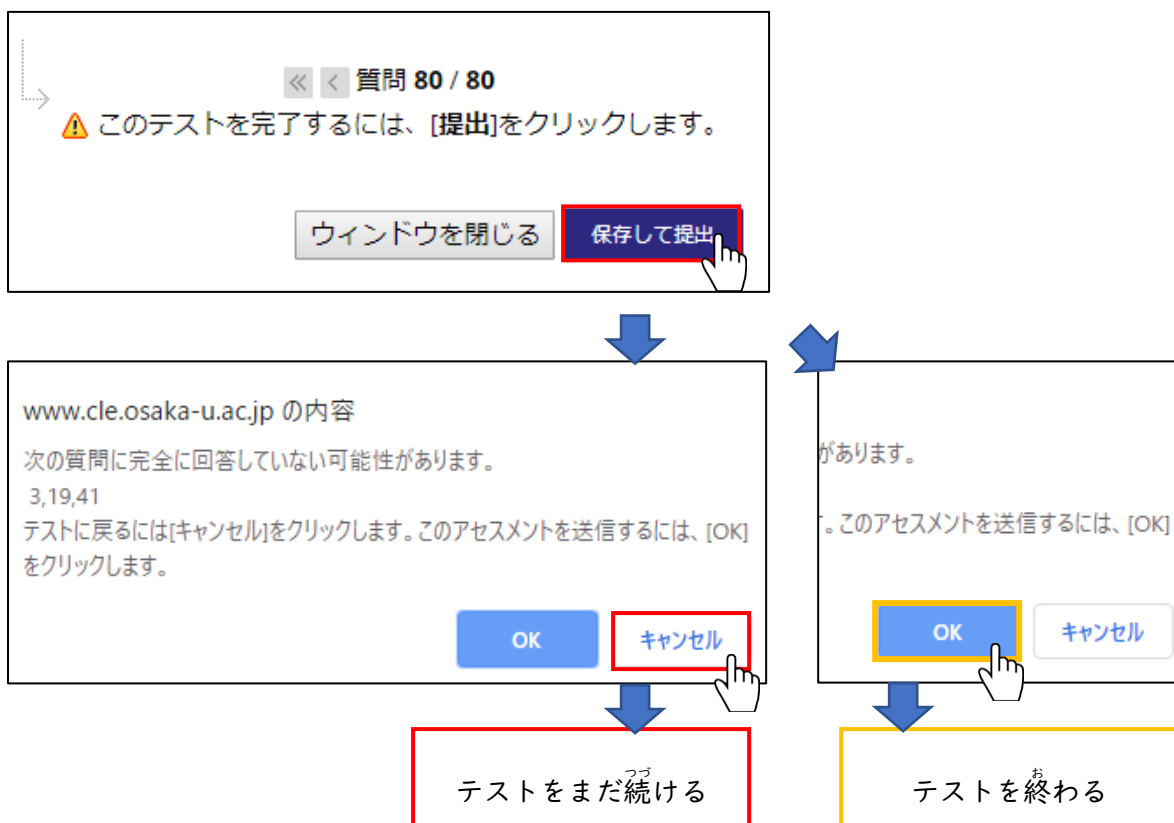 質問 80 / 80
このテストを完了するには、[提出]をクリックします。
ウィンドウを閉じる
保存して提出
www.cle.osaka-u.ac.jp の内容
次の質問に完全に回答していない可能性があります。
3,19,41
テストに戻るには[キャンセル]をクリックします。このアセスメントを送信するには、[OK]
をクリックします。
OK
キャンセル
があります。
。このアセスメントを送信するには、[OK]
OK
キャンセル
つづ
テストをまだ続ける
お
テストを終わる